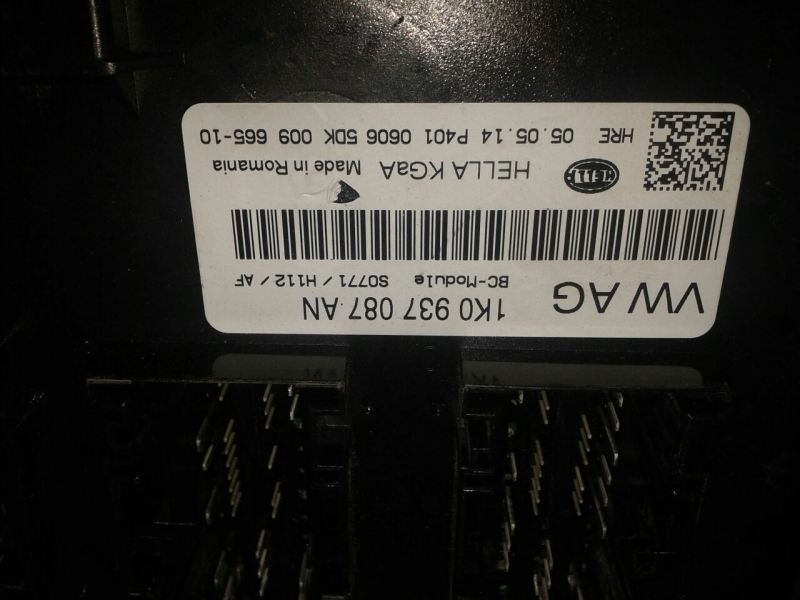 VW AG 1K0 937 087 AN
BC-Module S0771 / H112 / AF
HELLA HELLA KGaA Made in Romania
HRE 05.05.14 P401 0606 5DK 009 665-10